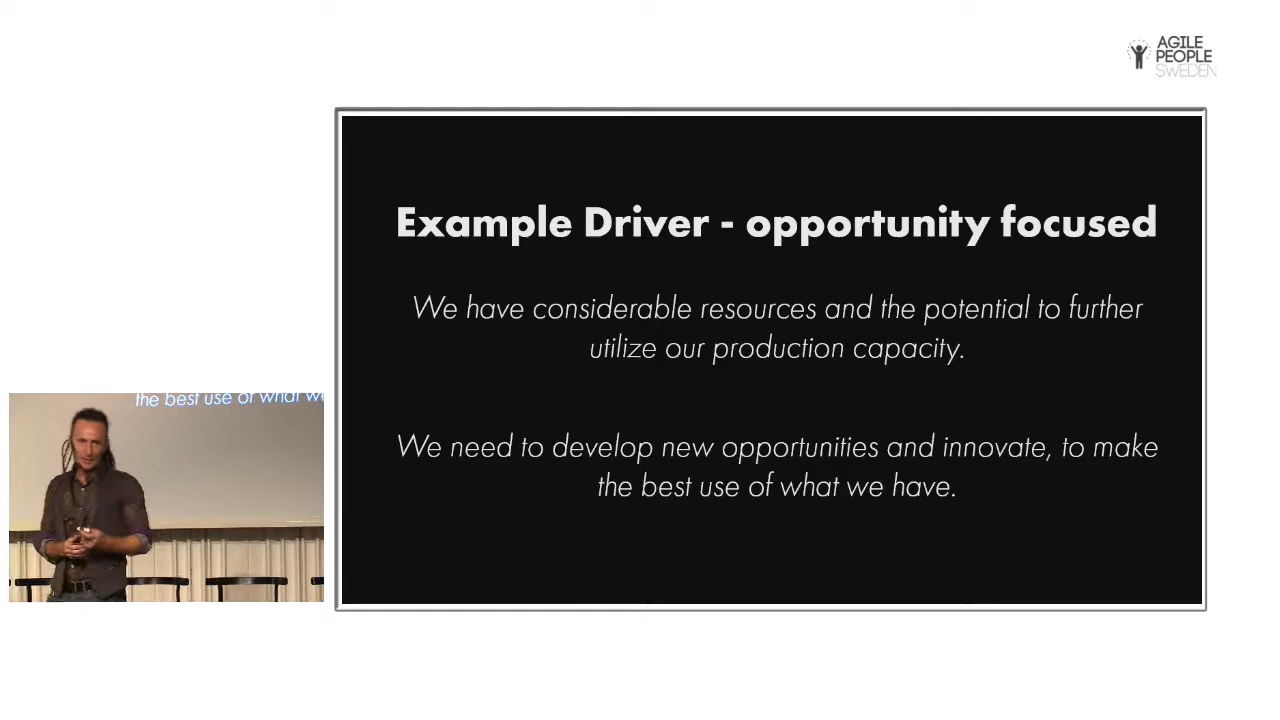 AGILE
PEOPLE
SWEDEN
Example Driver - opportunity focused
We have considerable resources and the potential to further
utilize our production capacity.
We need to develop new opportunities and innovate, to make
the best use of what we have.
the best use of what we